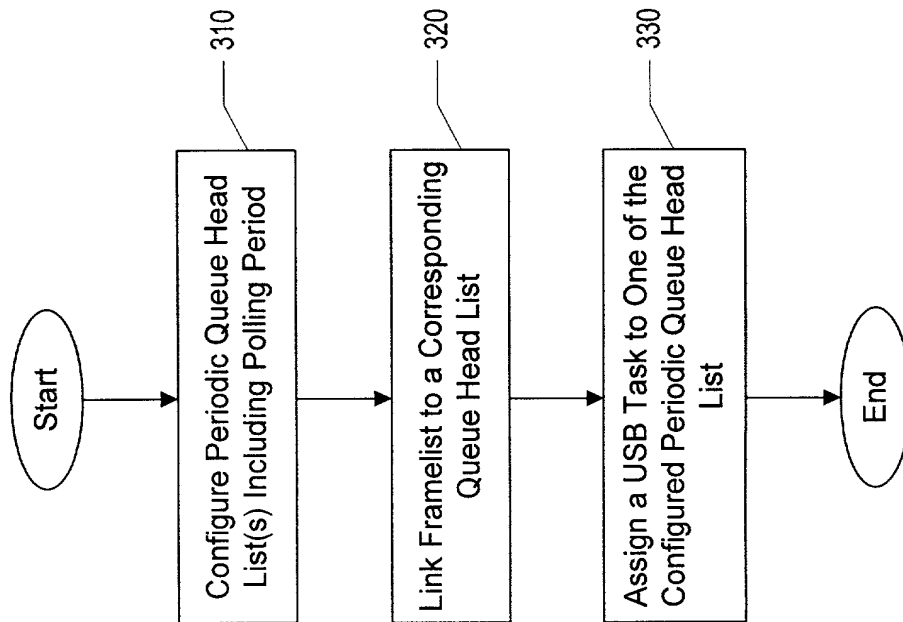 Start
Configure Periodic Queue Head
List(s) Including Polling Period
310
Link Framelist to a Corresponding
Queue Head List
320
Assign a USB Task to One of the
Configured Periodic Queue Head
List
330
End